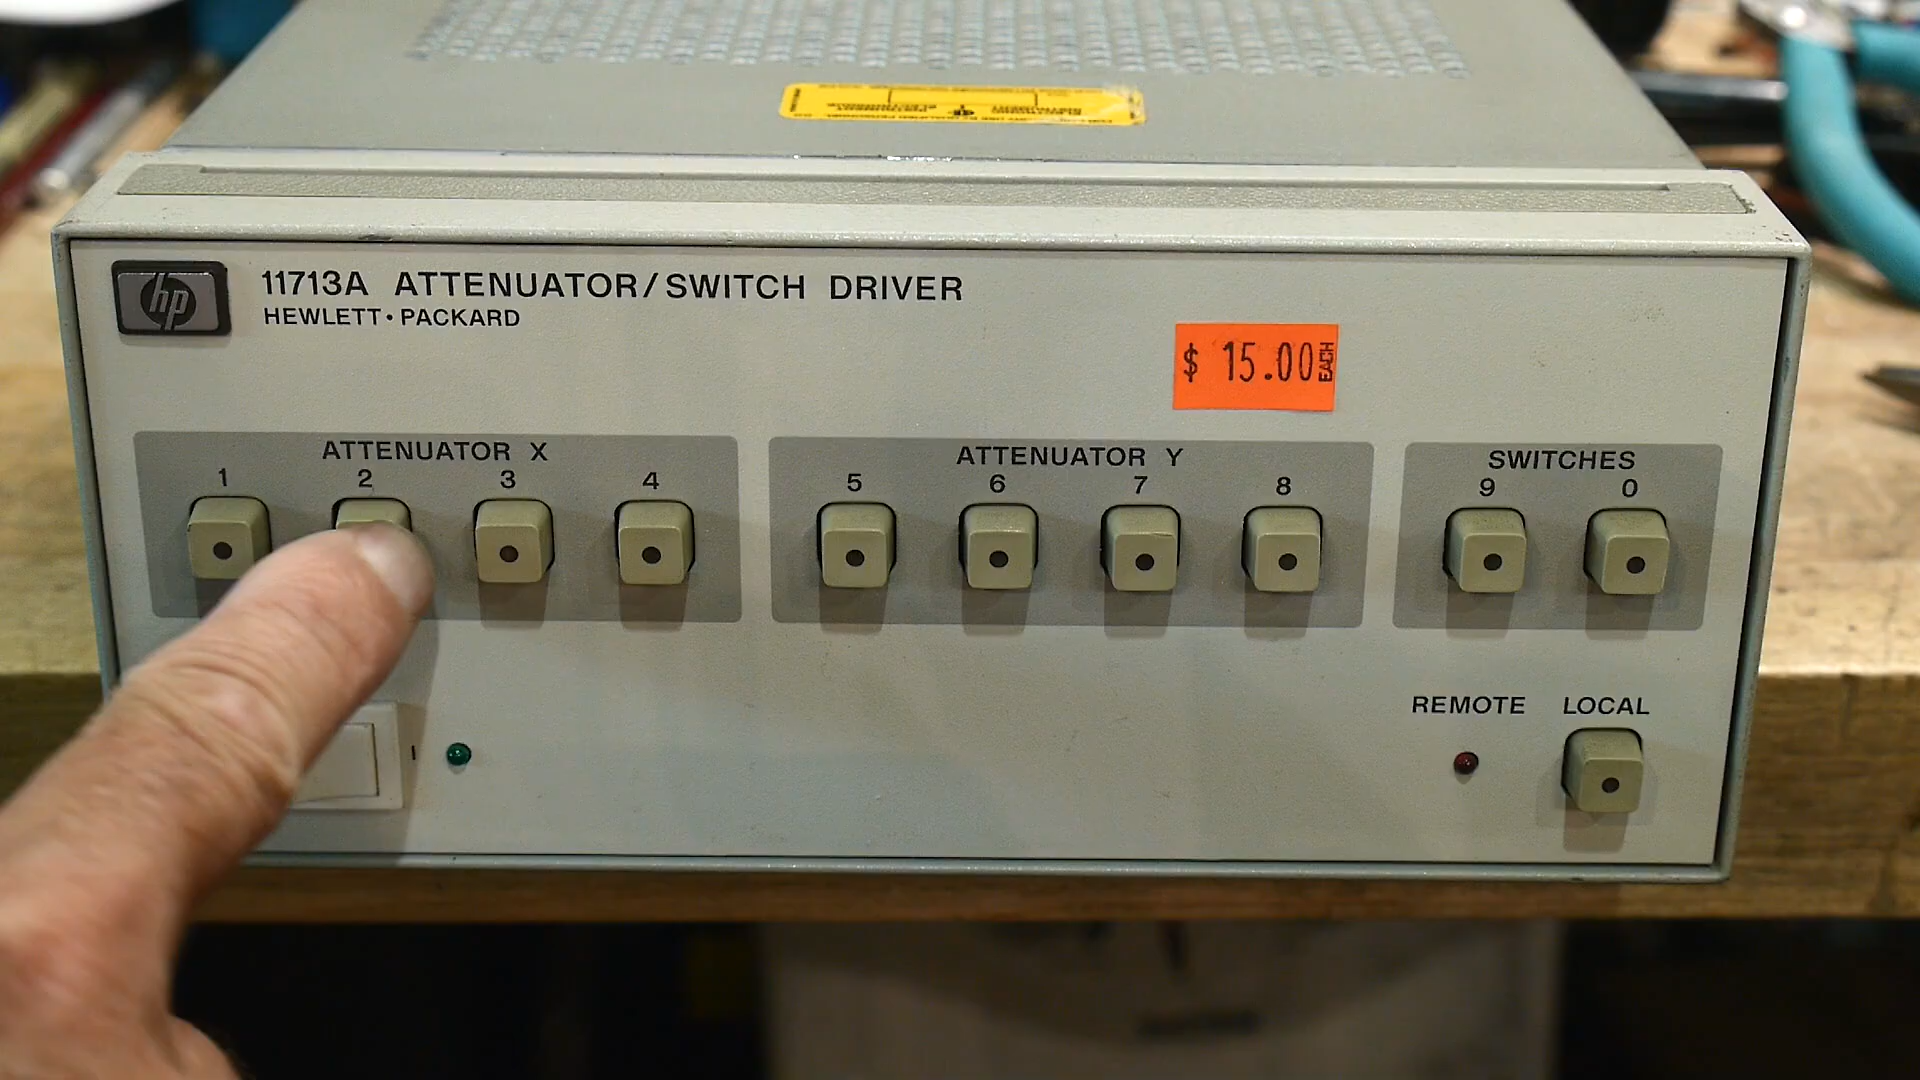 hp
11713A ATTENUATOR/SWITCH DRIVER
HEWLETT•PACKARD
$ 15.00 EACH
ATTENUATOR X
1 2 3 4
ATTENUATOR Y
5 6 7 8
SWITCHES
9 0
REMOTE LOCAL
I